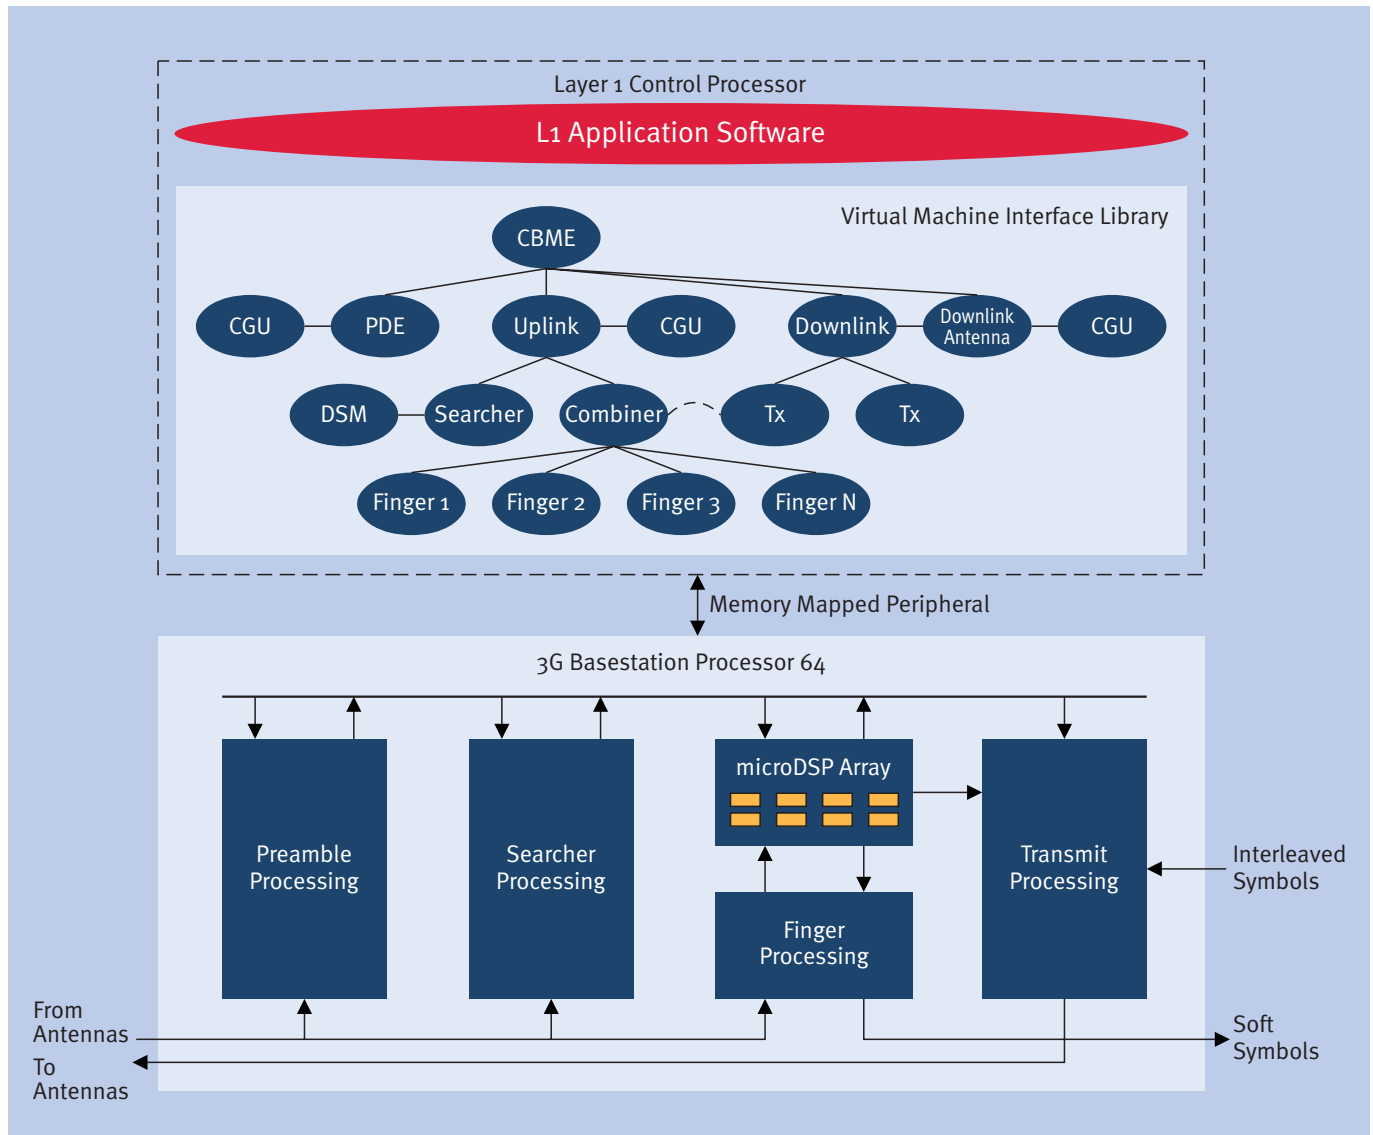 Layer 1 Control Processor
L1 Application Software
Virtual Machine Interface Library
CBME
CGU
PDE
Uplink
CGU
Downlink
Downlink
Antenna
CGU
DSM
Searcher
Combiner
Tx
Tx
Finger 1
Finger 2
Finger 3
Finger N
Memory Mapped Peripheral
3G Basestation Processor 64
microDSP Array
Preamble
Processing
Searcher
Processing
Transmit
Processing
Interleaved
Symbols
Finger
Processing
From
Antennas
To
Antennas
Soft
Symbols